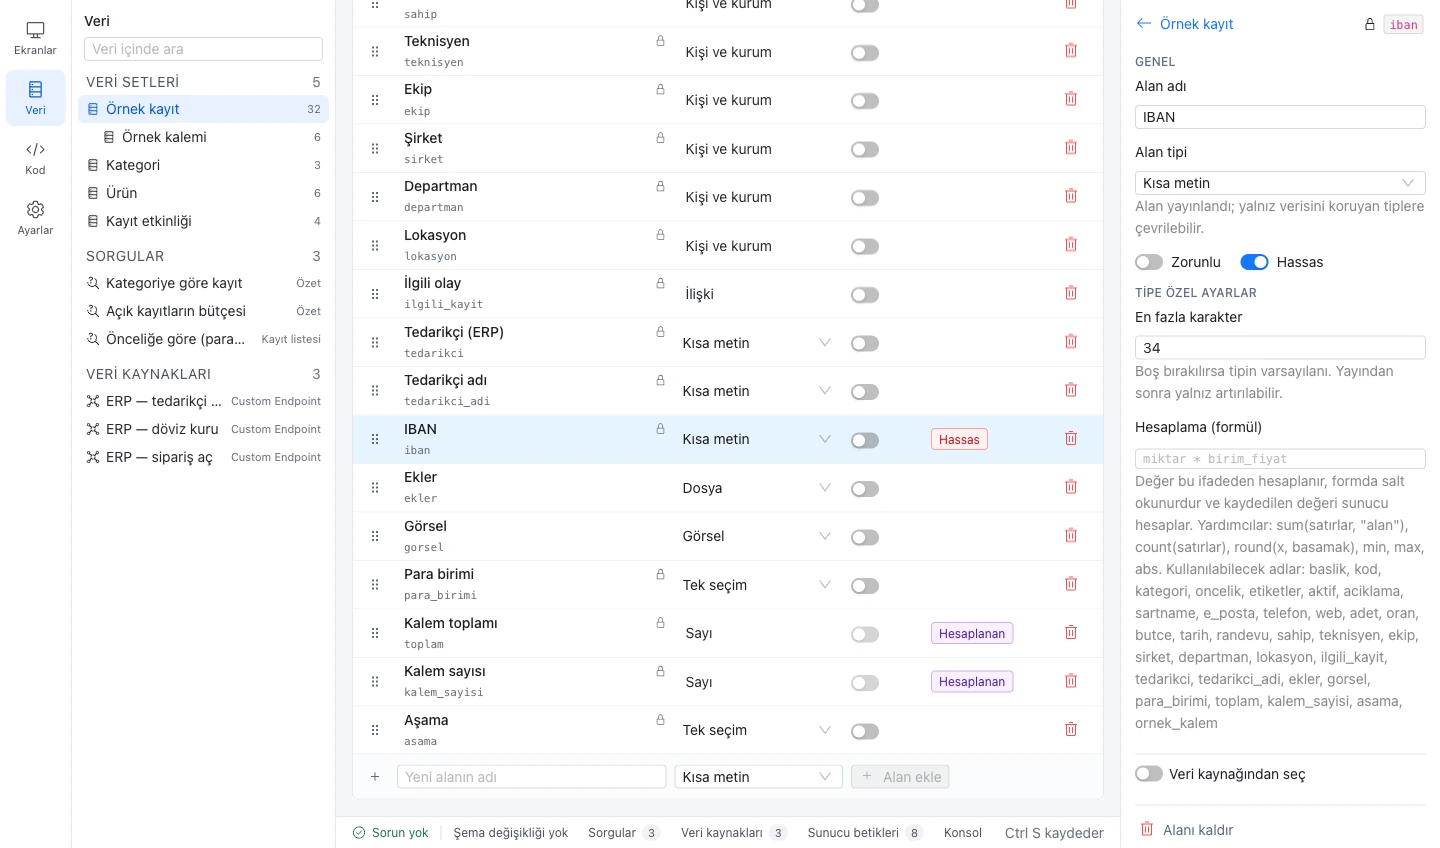 Ekranlar
Veri
Kod
Ayarlar
Veri
Veri içinde ara
VERİ SETLERİ 5
Örnek kayıt 32
Örnek kalemi 6
Kategori 3
Ürün 6
Kayıt etkinliği 4
SORGULAR 3
Kategoriye göre kayıt Özet
Açık kayıtların bütçesi Özet
Önceliğe göre (para... Kayıt listesi
VERİ KAYNAKLARI 3
ERP — tedarikçi ... Custom Endpoint
ERP — döviz kuru Custom Endpoint
ERP — sipariş aç Custom Endpoint
sahip Kişi ve kurum
Teknisyen
teknisyen Kişi ve kurum
Ekip
ekip Kişi ve kurum
Şirket
sirket Kişi ve kurum
Departman
departman Kişi ve kurum
Lokasyon
lokasyon Kişi ve kurum
İlgili olay
ilgili_kayit İlişki
Tedarikçi (ERP)
tedarikci Kısa metin
Tedarikçi adı
tedarikci_adi Kısa metin
IBAN
iban Kısa metin Hassas
Ekler
ekler Dosya
Görsel
gorsel Görsel
Para birimi
para_birimi Tek seçim
Kalem toplamı
toplam Sayı Hesaplanan
Kalem sayısı
kalem_sayisi Sayı Hesaplanan
Aşama
asama Tek seçim
+ Yeni alanın adı Kısa metin + Alan ekle
Sorun yok Şema değişikliği yok Sorgular 3 Veri kaynakları 3 Sunucu betikleri 8 Konsol Ctrl S kaydeder
← Örnek kayıt iban
GENEL
Alan adı
IBAN
Alan tipi
Kısa metin
Alan yayınlandı; yalnız verisini koruyan tiplere
çevrilebilir.
Zorunlu Hassas
TİPE ÖZEL AYARLAR
En fazla karakter
34
Boş bırakılırsa tipin varsayılanı. Yayından
sonra yalnız artırılabilir.
Hesaplama (formül)
miktar * birim_fiyat
Değer bu ifadeden hesaplanır, formda salt
okunurdur ve kaydedilen değeri sunucu
hesaplar. Yardımcılar: sum(satırlar, "alan"),
count(satırlar), round(x, basamak), min, max,
abs. Kullanılabilecek adlar: baslik, kod,
kategori, oncelik, etiketler, aktif, aciklama,
sartname, e_posta, telefon, web, adet, oran,
butce, tarih, randevu, sahip, teknisyen, ekip,
sirket, departman, lokasyon, ilgili_kayit,
tedarikci, tedarikci_adi, ekler, gorsel,
para_birimi, toplam, kalem_sayisi, asama,
ornek_kalem
Veri kaynağından seç
Alanı kaldır